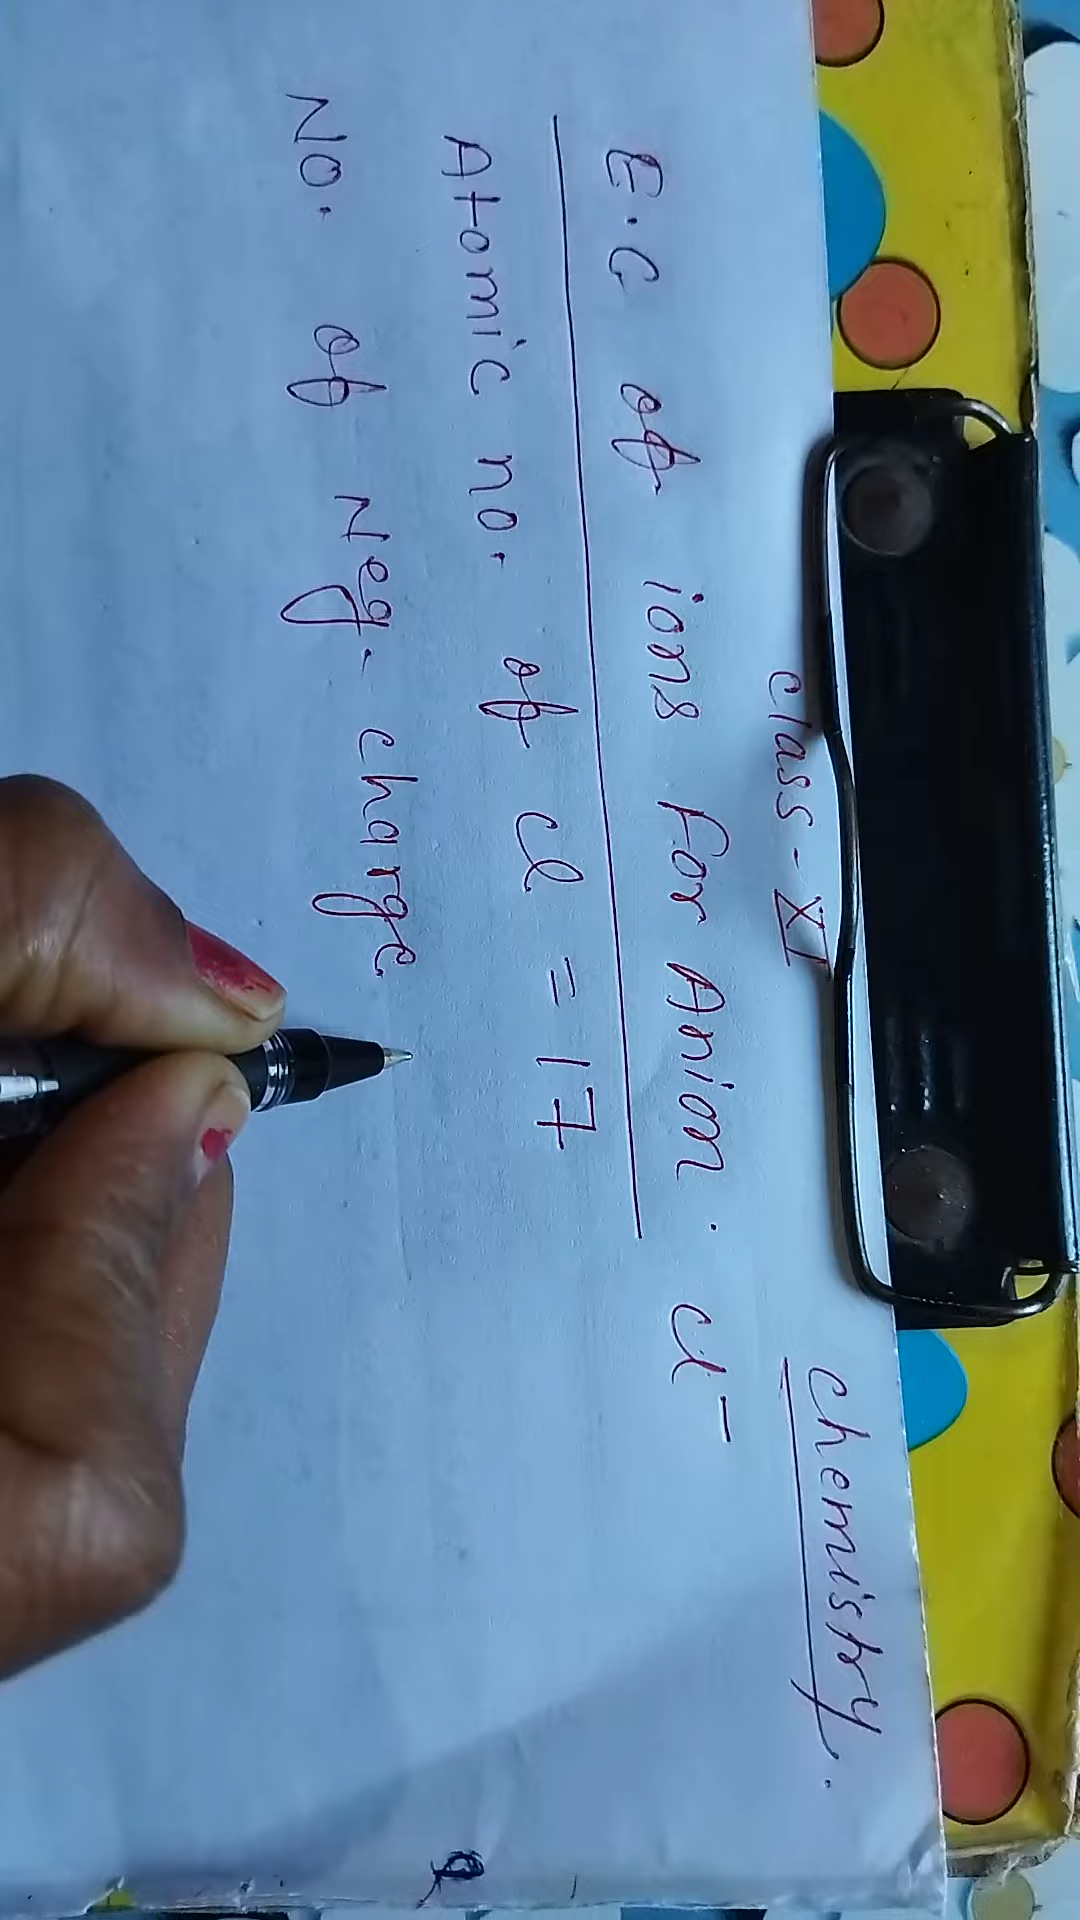 Chemistry.
class - XI
E.C of ions for Anion. Cl⁻
Atomic no. of Cl = 17
No. of Neg. charge